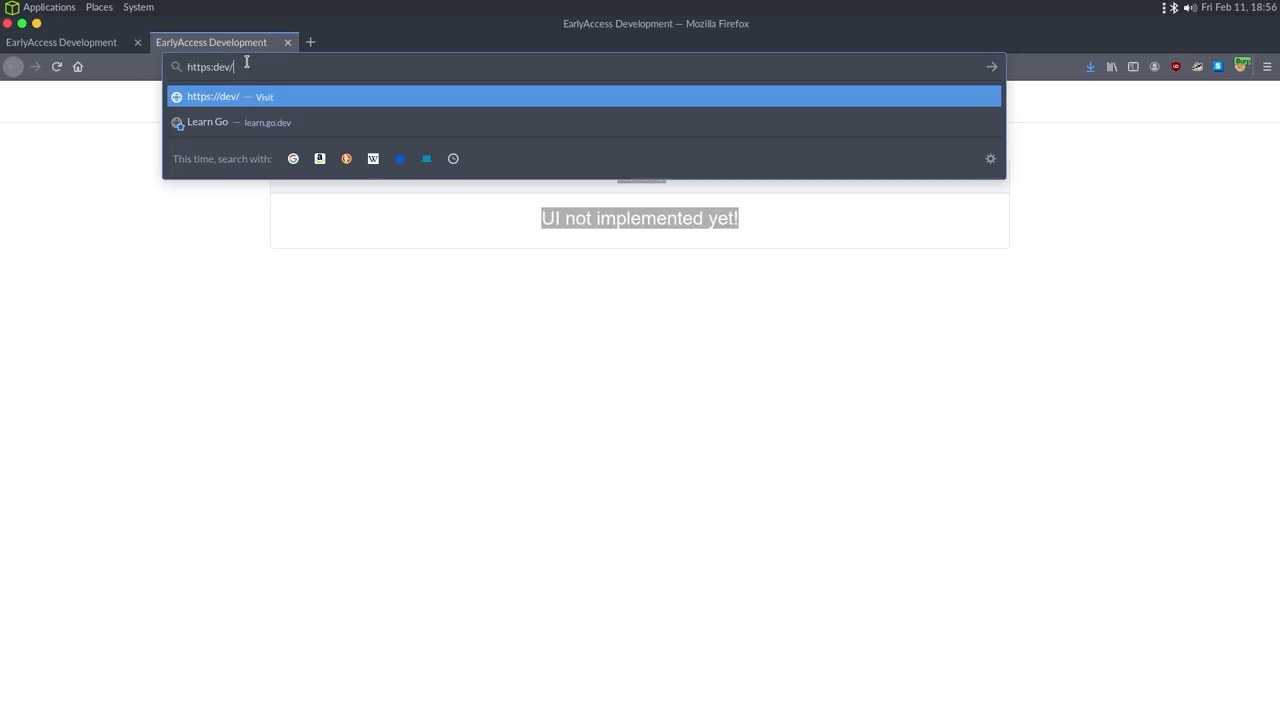 Applications Places System
Fri Feb 11, 18:56
EarlyAccess Development — Mozilla Firefox
EarlyAccess Development
EarlyAccess Development
https:dev/
https://dev/ — Visit
Learn Go — learn.go.dev
This time, search with:
UI not implemented yet!